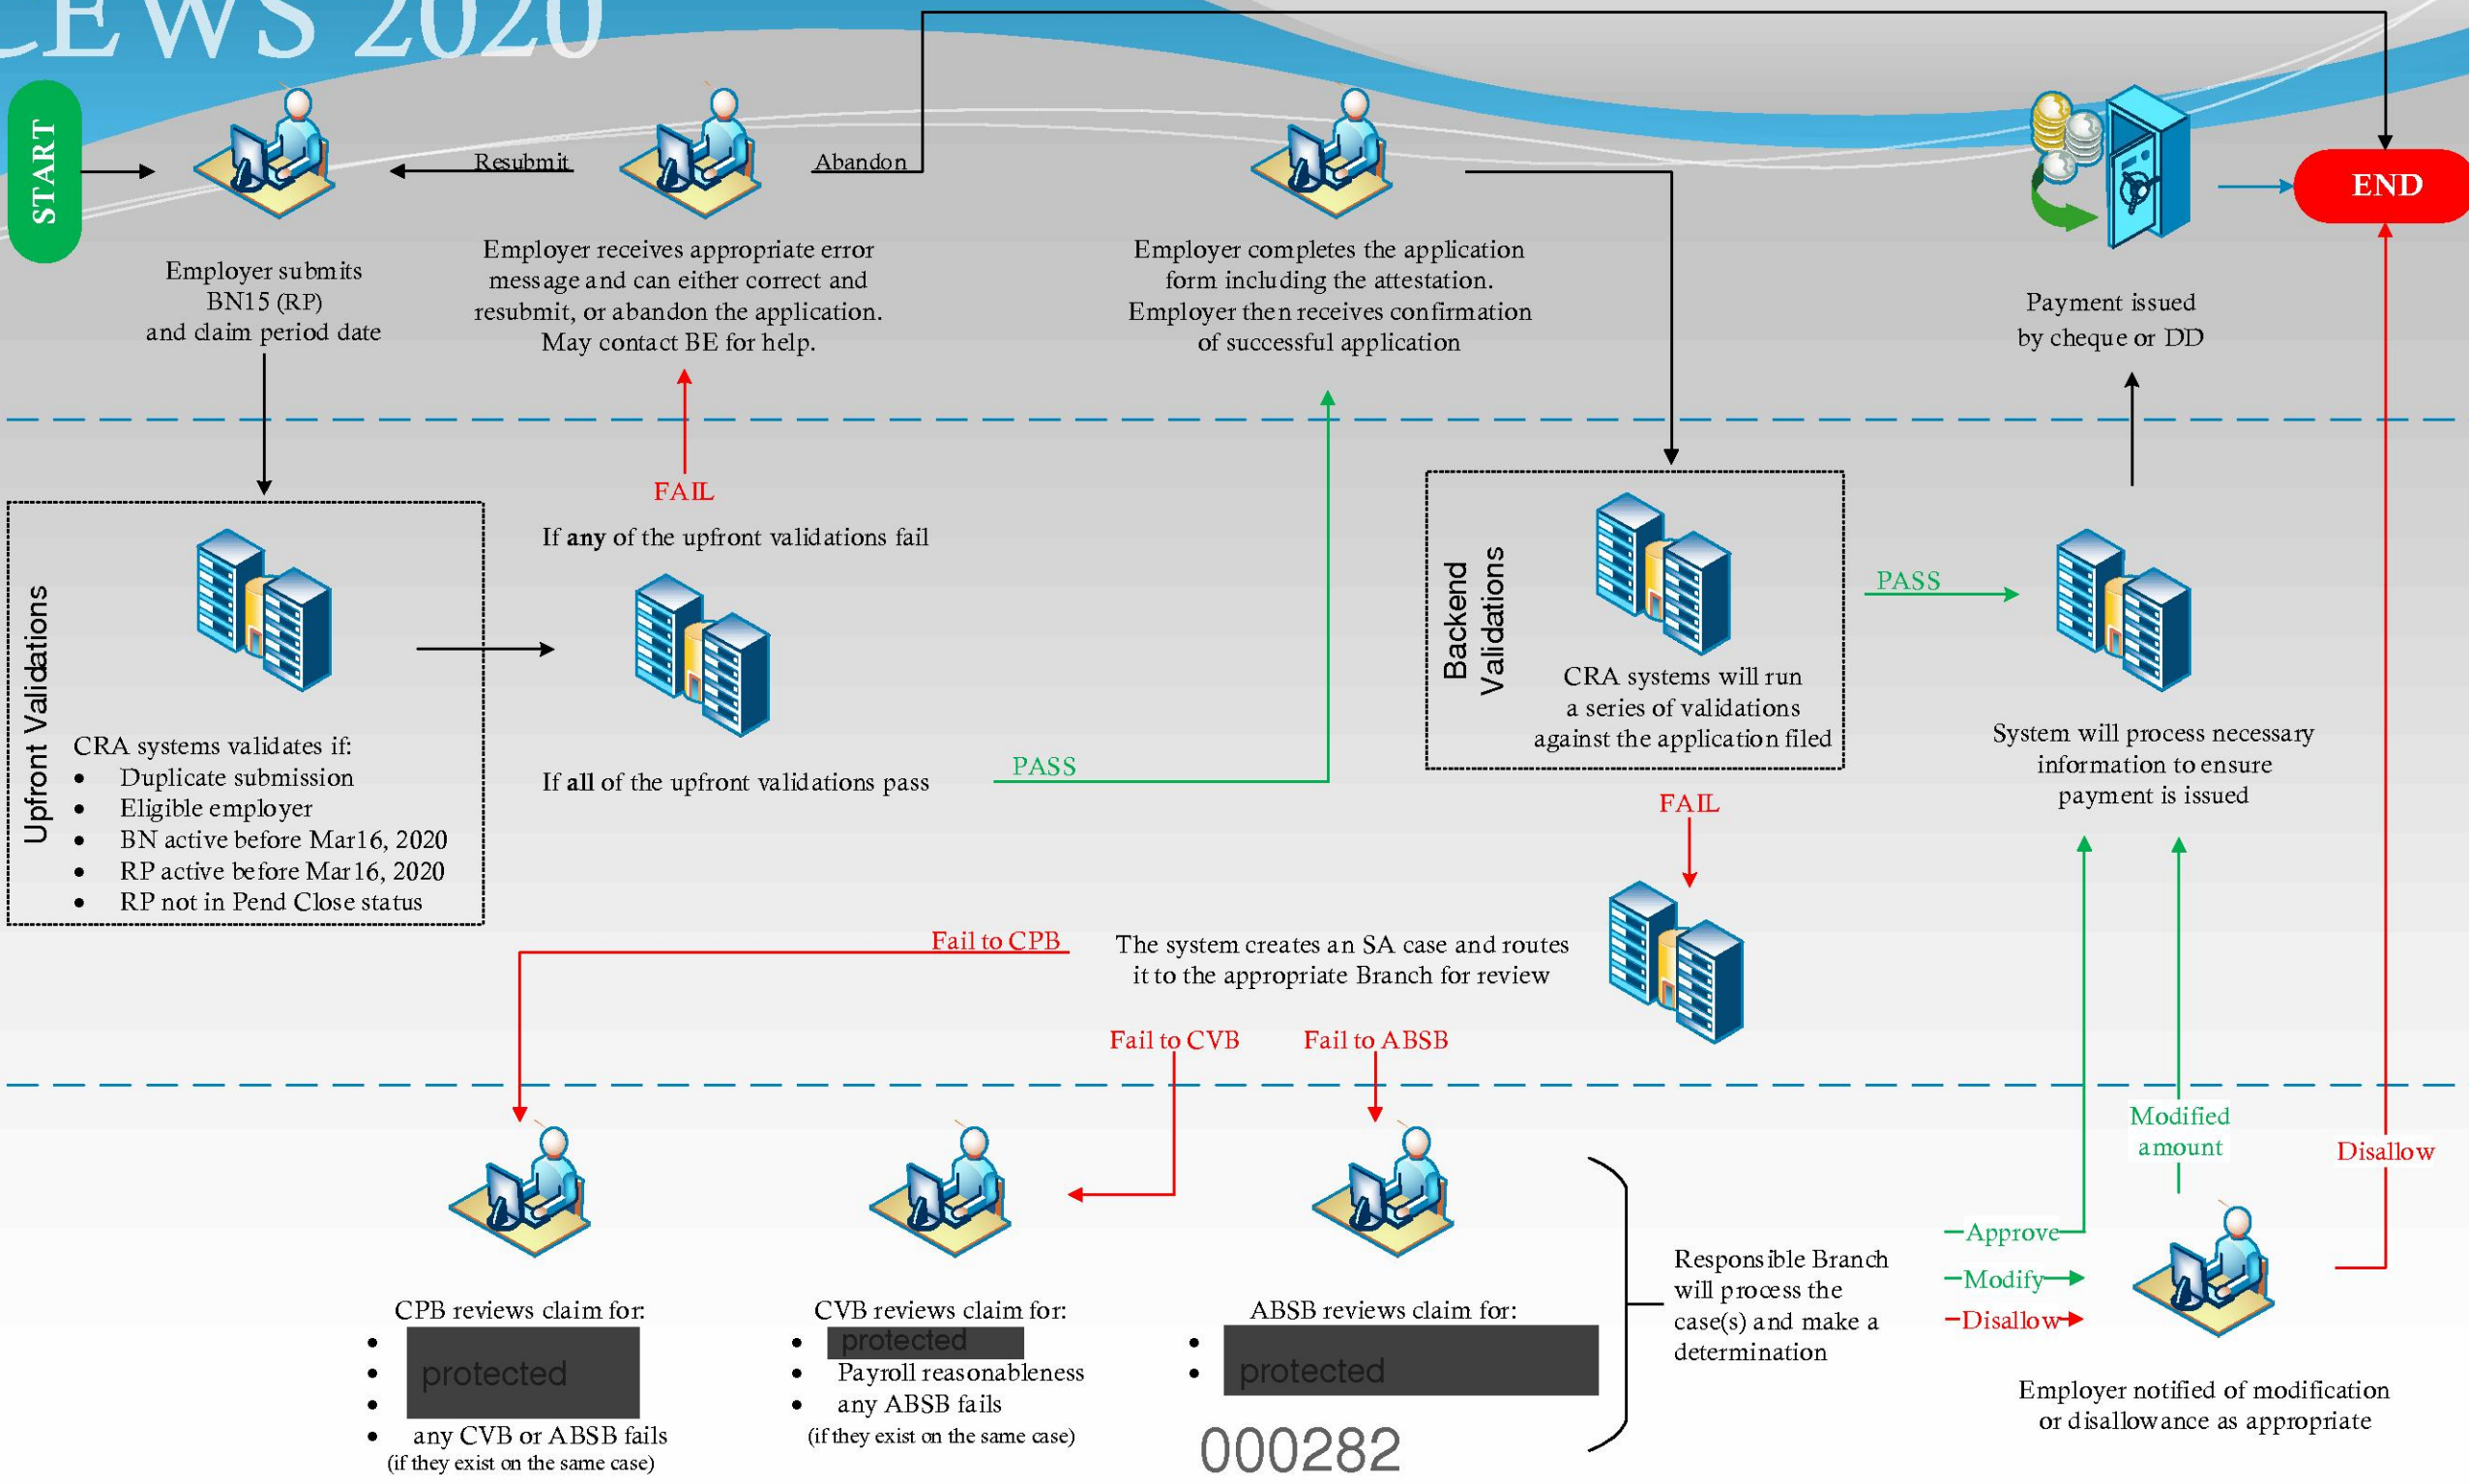 CEWS 2020
START
Resubmit
Abandon
END
Employer submits
BN15 (RP)
and claim period date
Employer receives appropriate error
message and can either correct and
resubmit, or abandon the application.
May contact BE for help.
Employer completes the application
form including the attestation.
Employer then receives confirmation
of successful application
Payment issued
by cheque or DD
Upfront Validations
CRA systems validates if:
• Duplicate submission
• Eligible employer
• BN active before Mar16, 2020
• RP active before Mar16, 2020
• RP not in Pend Close status
FAIL
If any of the upfront validations fail
If all of the upfront validations pass
PASS
Backend
Validations
CRA systems will run
a series of validations
against the application filed
PASS
System will process necessary
information to ensure
payment is issued
FAIL
The system creates an SA case and routes
it to the appropriate Branch for review
Fail to CPB
Fail to CVB
Fail to ABSB
CPB reviews claim for:
•
• protected
•
• any CVB or ABSB fails
(if they exist on the same case)
CVB reviews claim for:
• protected
• Payroll reasonableness
• any ABSB fails
(if they exist on the same case)
ABSB reviews claim for:
•
• protected
000282
Responsible Branch
will process the
case(s) and make a
determination
Approve
Modify
Disallow
Modified
amount
Disallow
Employer notified of modification
or disallowance as appropriate